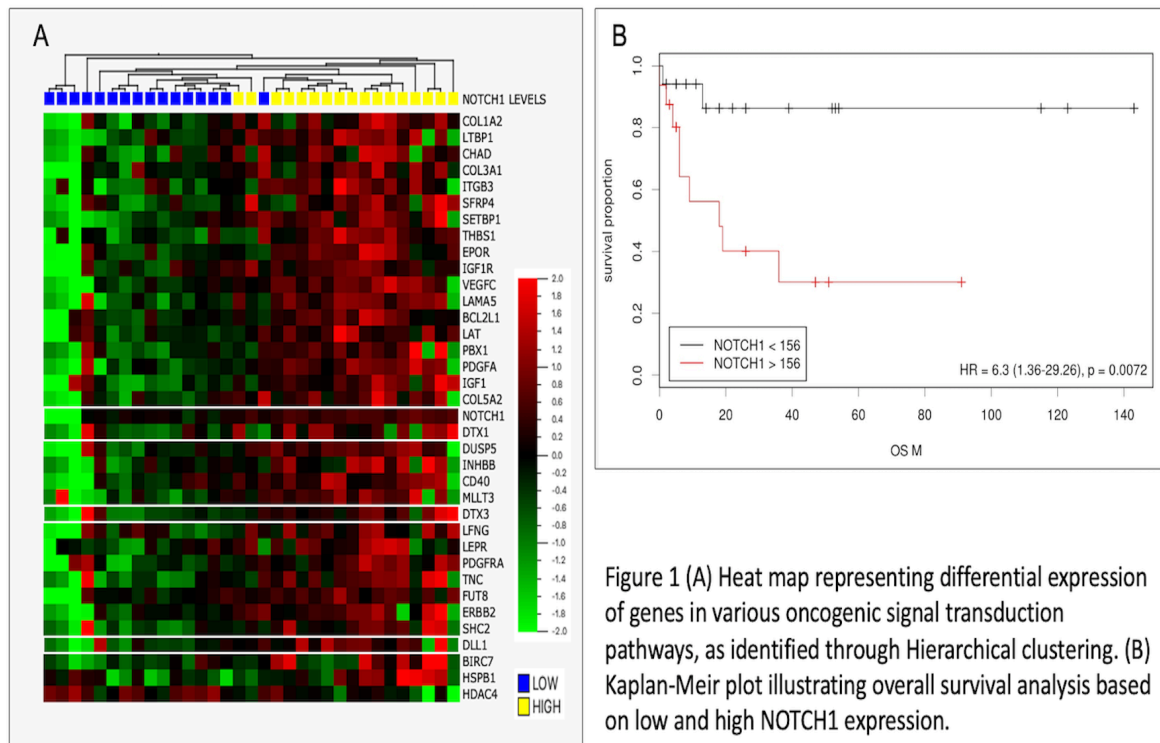 A
NOTCH1 LEVELS
COL1A2
LTBP1
CHAD
COL3A1
ITGB3
SFRP4
SETBP1
THBS1
EPOR
IGF1R
VEGFC
LAMA5
BCL2L1
LAT
PBX1
PDGFA
IGF1
COL5A2
NOTCH1
DTX1
DUSP5
INHBB
CD40
MLLT3
DTX3
LFNG
LEPR
PDGFRA
TNC
FUT8
ERBB2
SHC2
DLL1
BIRC7
HSPB1
HDAC4
2.0
1.8
1.6
1.4
1.2
1.0
0.8
0.6
0.4
0.2
0.0
-0.2
-0.4
-0.6
-0.8
-1.0
-1.2
-1.4
-1.6
-1.8
-2.0
LOW
HIGH
B
survival proportion
1.0
0.8
0.6
0.4
0.2
0.0
NOTCH1 < 156
NOTCH1 > 156
HR = 6.3 (1.36-29.26), p = 0.0072
0 20 40 60 80 100 120 140
OS M
Figure 1 (A) Heat map representing differential expression
of genes in various oncogenic signal transduction
pathways, as identified through Hierarchical clustering. (B)
Kaplan-Meir plot illustrating overall survival analysis based
on low and high NOTCH1 expression.